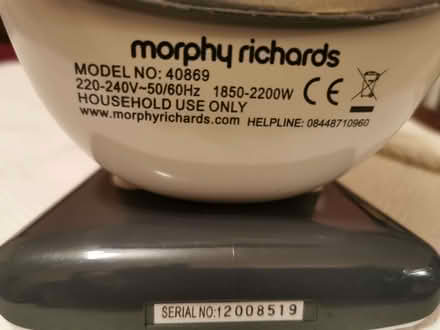 morphy richards
MODEL NO: 40869
220-240V~50/60Hz 1850-2200W
HOUSEHOLD USE ONLY
www.morphyrichards.com HELPLINE: 08448710960
CE
SERIAL NO:12008519